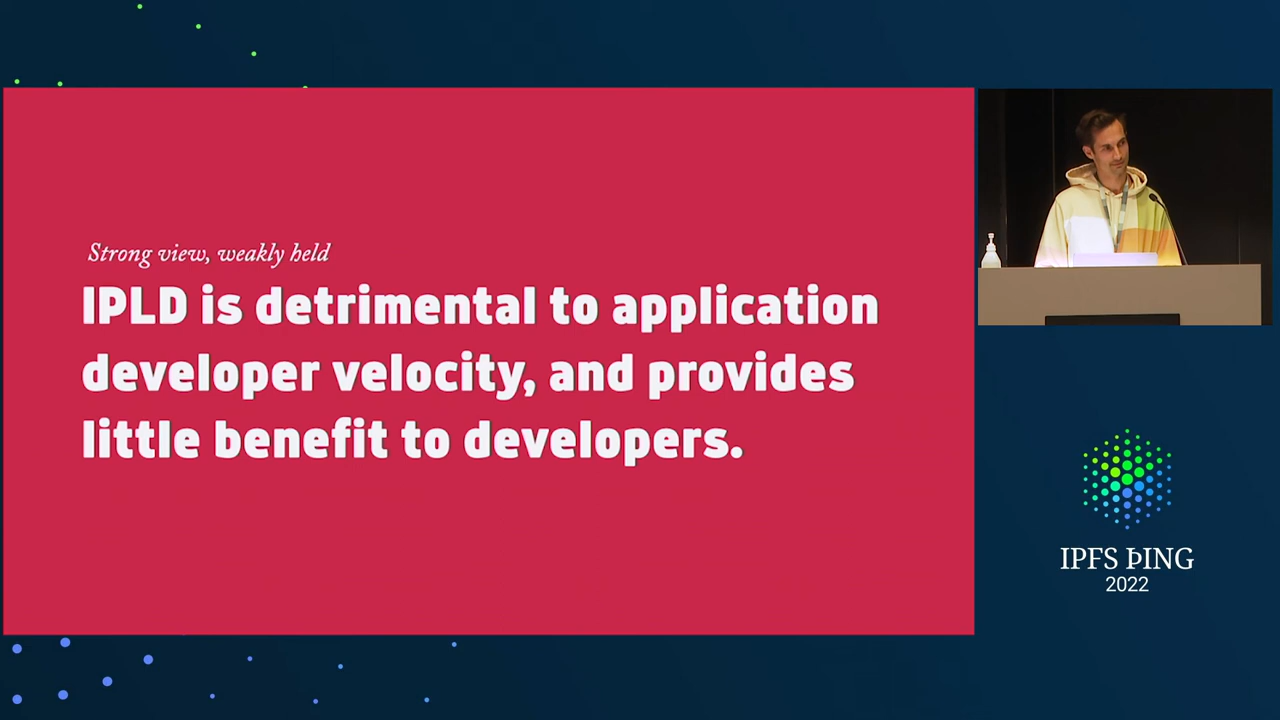 Strong view, weakly held
IPLD is detrimental to application
developer velocity, and provides
little benefit to developers.
IPFS ÞING
2022